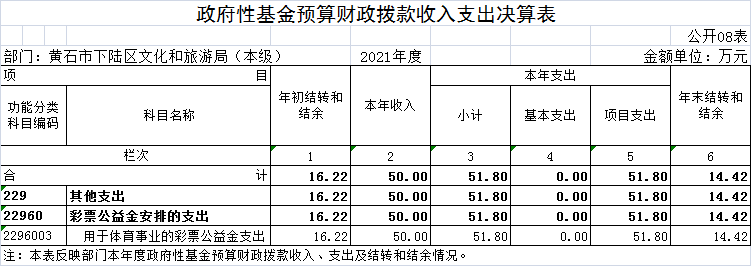 政府性基金预算财政拨款收入支出决算表
公开08表
部门：黄石市下陆区文化和旅游局（本级） 2021年度 金额单位：万元
项 目 年初结转和结余 本年收入 本年支出 年末结转和结余
功能分类科目编码 科目名称 小计 基本支出 项目支出
栏次 1 2 3 4 5 6
合 计 16.22 50.00 51.80 0.00 51.80 14.42
229 其他支出 16.22 50.00 51.80 0.00 51.80 14.42
22960 彩票公益金安排的支出 16.22 50.00 51.80 0.00 51.80 14.42
2296003 用于体育事业的彩票公益金支出 16.22 50.00 51.80 0.00 51.80 14.42
注：本表反映部门本年度政府性基金预算财政拨款收入、支出及结转和结余情况。